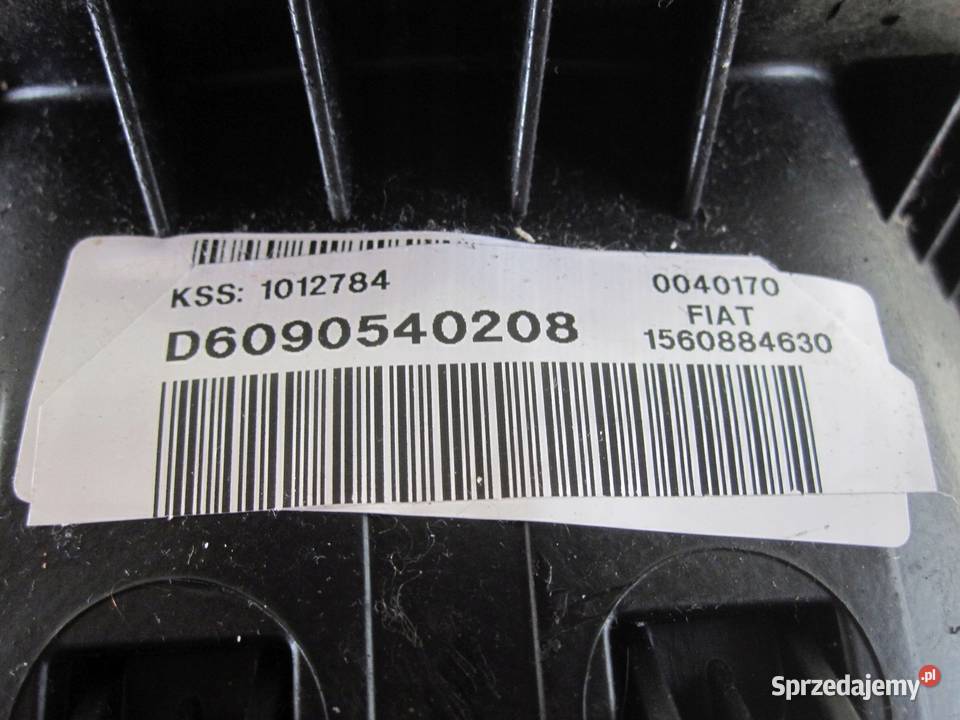 KSS: 1012784
0040170
D6090540208
FIAT
1560884630
Sprzedajemy.pl